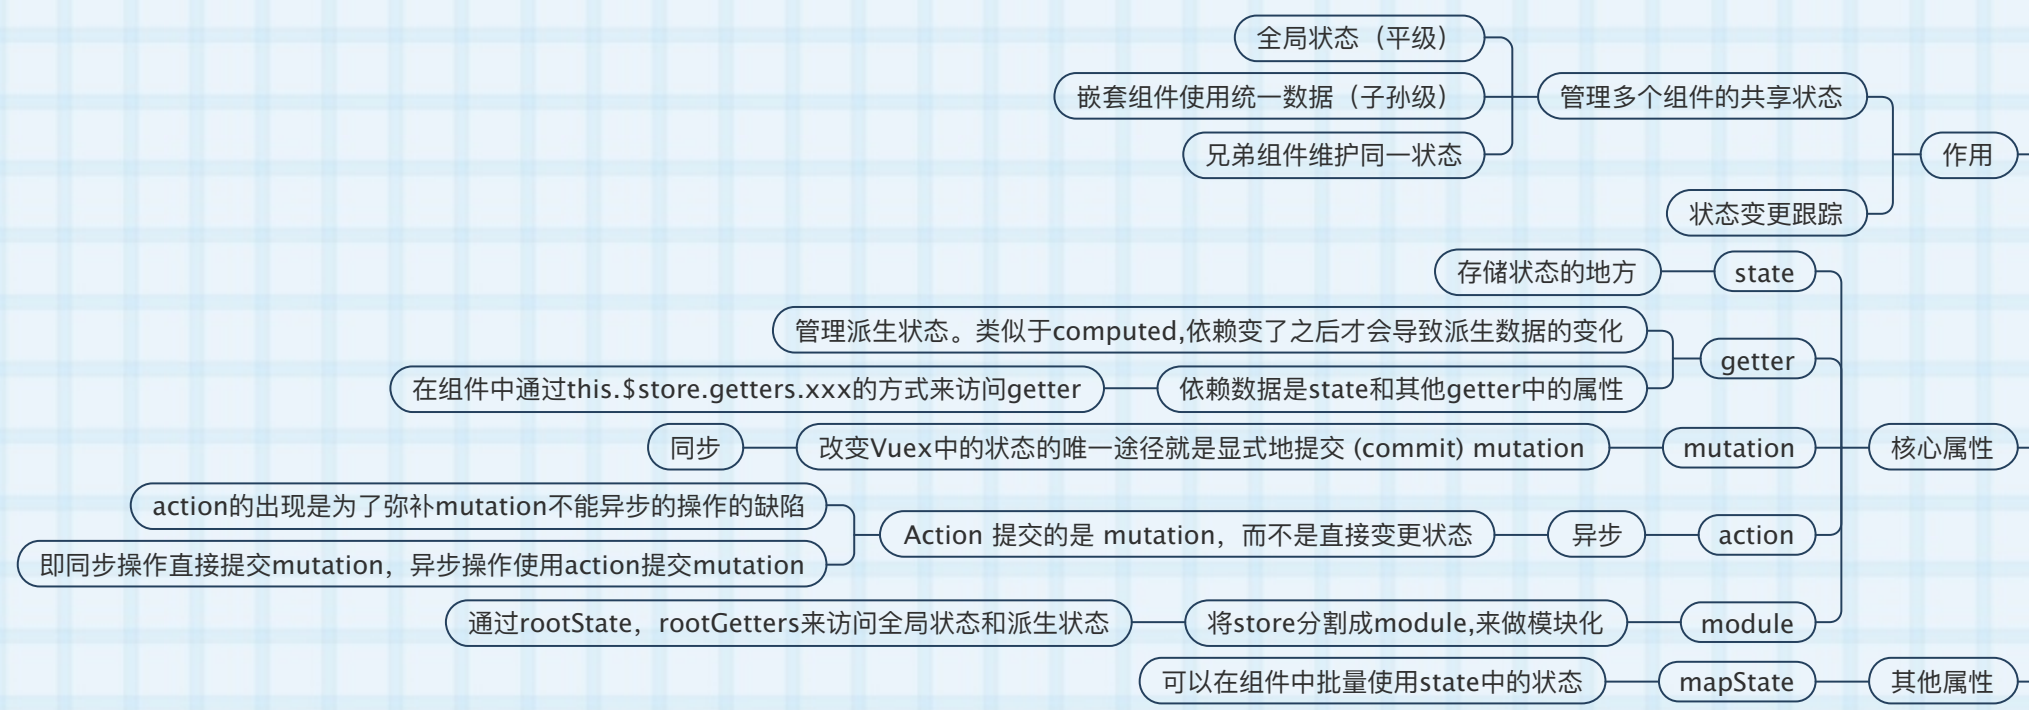 全局状态（平级）
嵌套组件使用统一数据（子孙级）
管理多个组件的共享状态
兄弟组件维护同一状态
作用
状态变更跟踪
存储状态的地方
state
管理派生状态。类似于computed,依赖变了之后才会导致派生数据的变化
getter
在组件中通过this.$store.getters.xxx的方式来访问getter
依赖数据是state和其他getter中的属性
同步
改变Vuex中的状态的唯一途径就是显式地提交 (commit) mutation
mutation
核心属性
action的出现是为了弥补mutation不能异步的操作的缺陷
Action 提交的是 mutation，而不是直接变更状态
异步
action
即同步操作直接提交mutation，异步操作使用action提交mutation
通过rootState，rootGetters来访问全局状态和派生状态
将store分割成module,来做模块化
module
可以在组件中批量使用state中的状态
mapState
其他属性